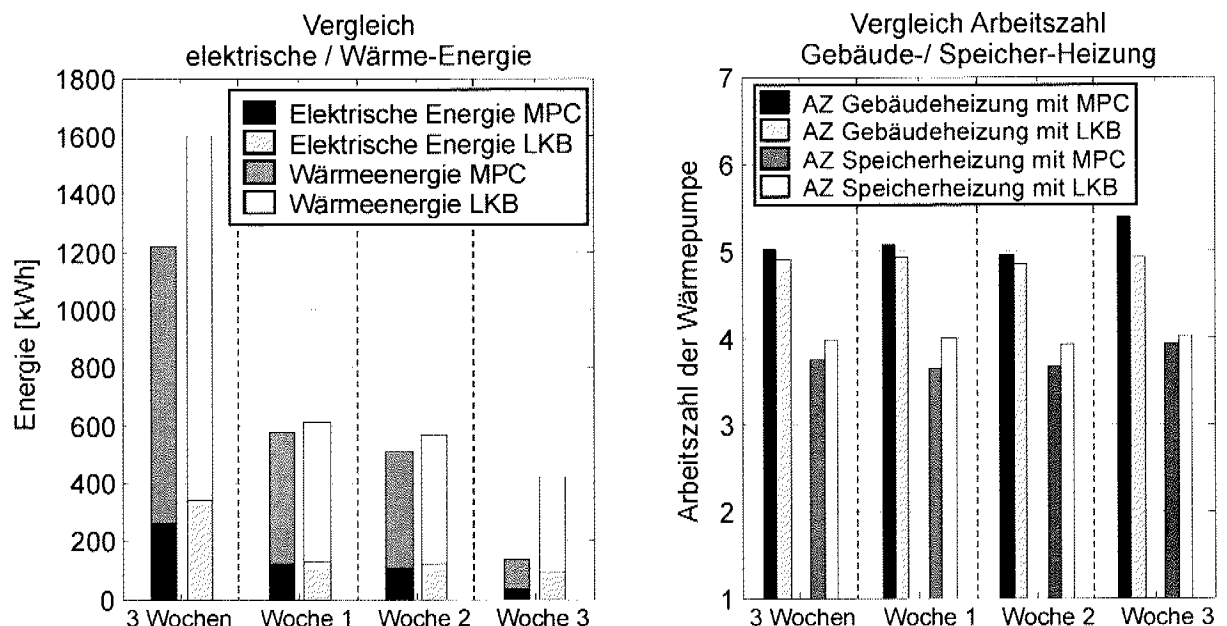 Vergleich
elektrische / Wärme-Energie
Energie [kWh]
1800
1600
1400
1200
1000
800
600
400
200
0
Elektrische Energie MPC
Elektrische Energie LKB
Wärmeenergie MPC
Wärmeenergie LKB
3 Wochen Woche 1 Woche 2 Woche 3
Vergleich Arbeitszahl
Gebäude-/ Speicher-Heizung
Arbeitszahl der Wärmepumpe
7
6
5
4
3
2
1
AZ Gebäudeheizung mit MPC
AZ Gebäudeheizung mit LKB
AZ Speicherheizung mit MPC
AZ Speicherheizung mit LKB
3 Wochen Woche 1 Woche 2 Woche 3